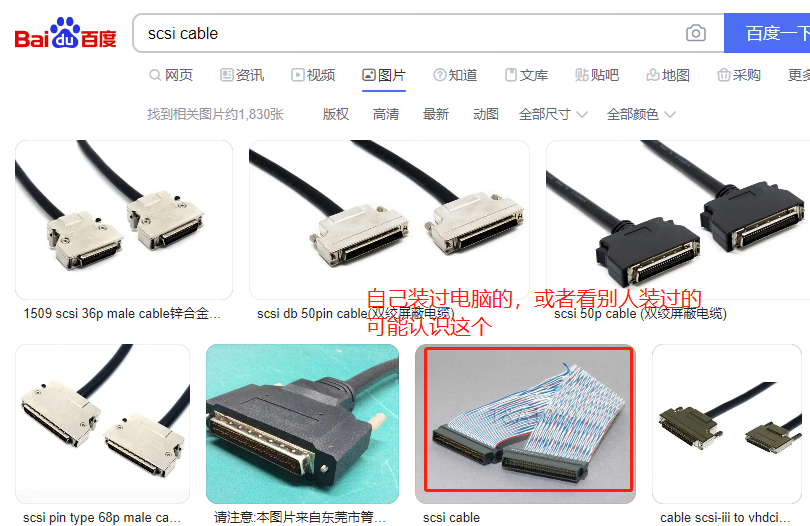 Bai du 百度
scsi cable
百度一下
网页 资讯 视频 图片 知道 文库 贴吧 地图 采购 更多
找到相关图片约1,830张 版权 高清 最新 动图 全部尺寸 全部颜色
自己装过电脑的，或者看别人装过的
可能认识这个
1509 scsi 36p male cable锌合金…
scsi db 50pin cable(双绞屏蔽电缆)
scsi 50p cable (双绞屏蔽电缆)
scsi pin type 68p male ca…
请注意:本图片来自东莞市箐…
scsi cable
cable scsi-iii to vhdci…